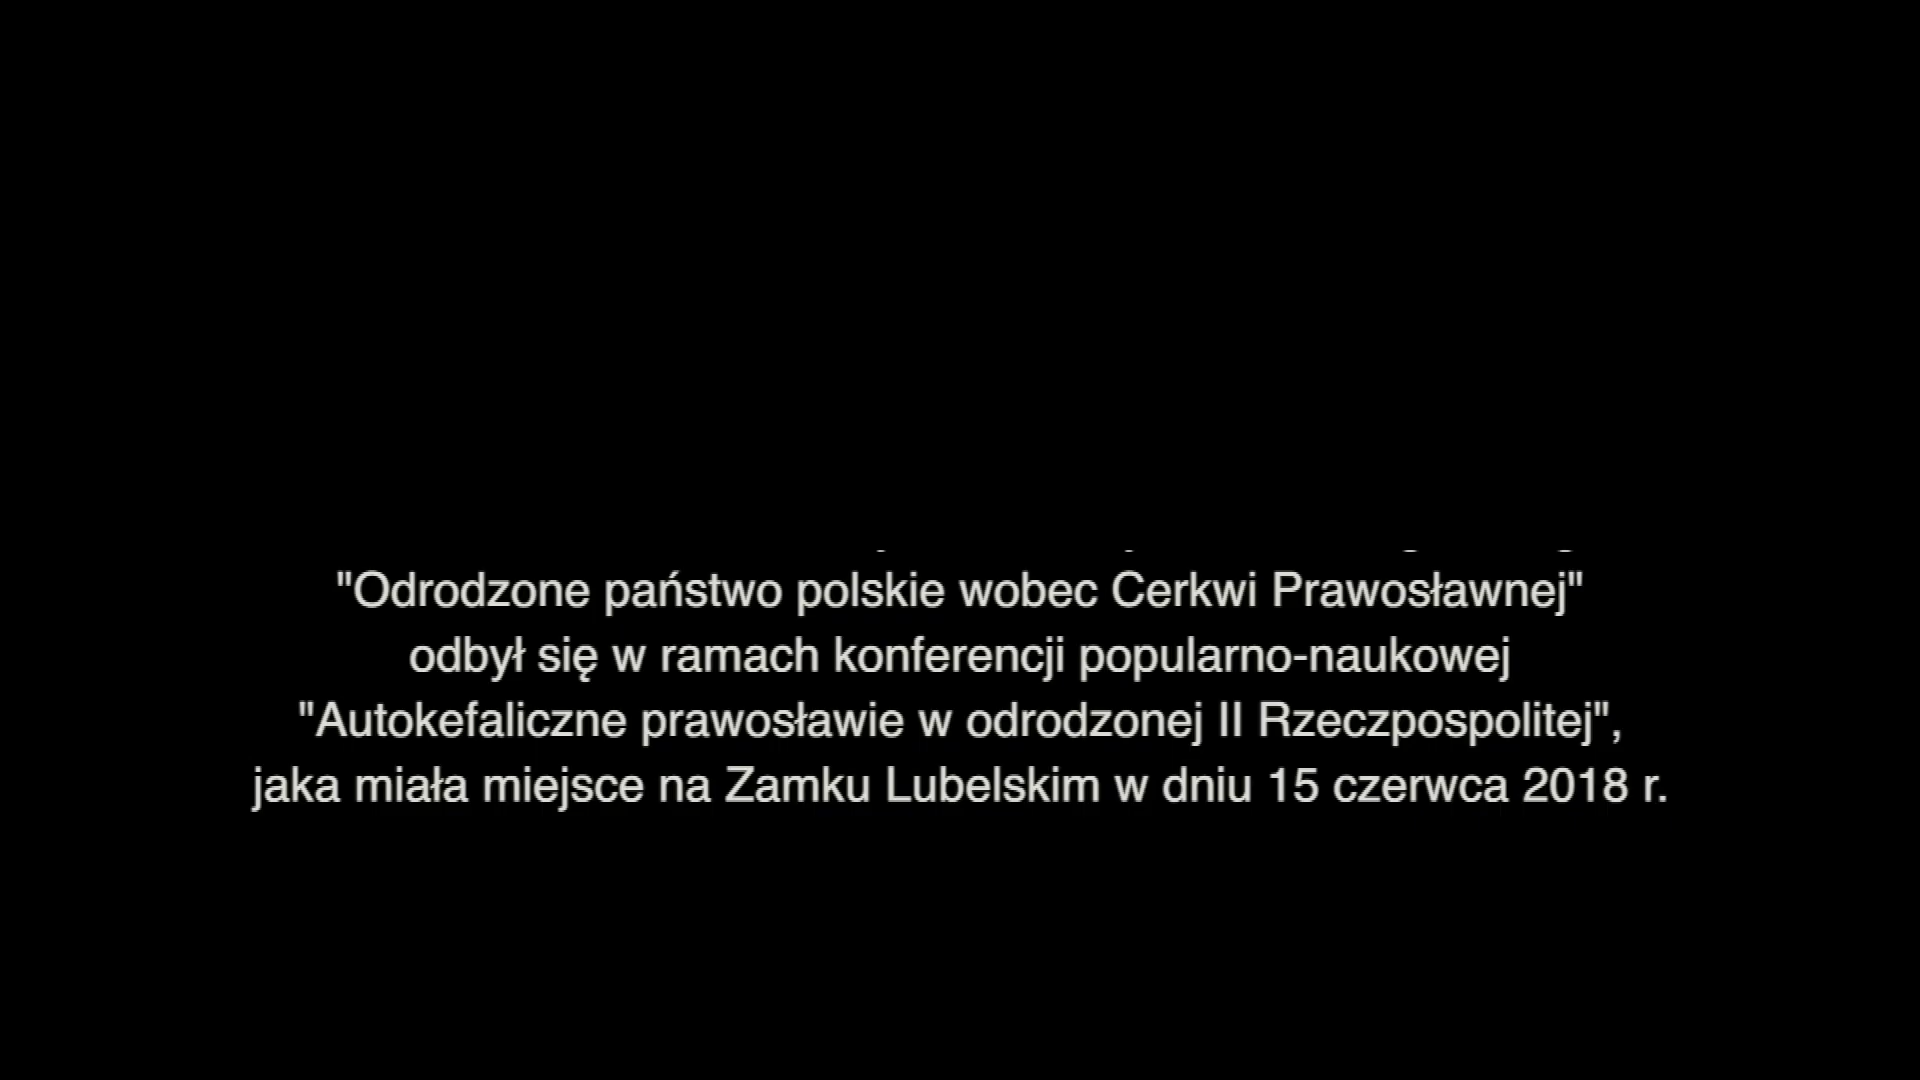 "Odrodzone państwo polskie wobec Cerkwi Prawosławnej"
odbył się w ramach konferencji popularno-naukowej
"Autokefaliczne prawosławie w odrodzonej II Rzeczpospolitej",
jaka miała miejsce na Zamku Lubelskim w dniu 15 czerwca 2018 r.